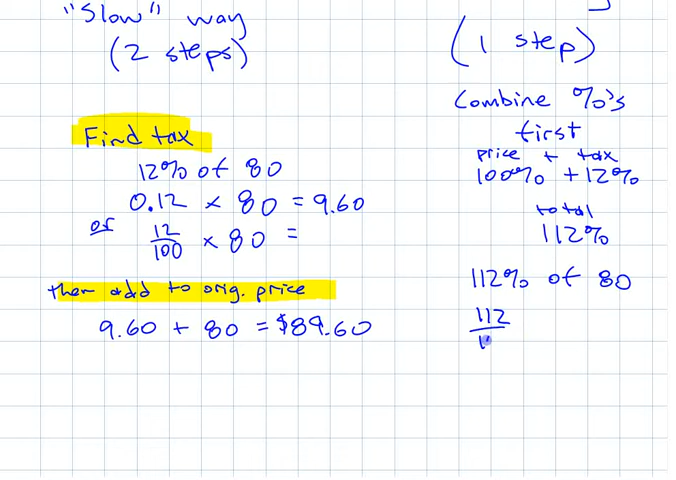 "Slow" way
(2 steps)
Find tax
12% of 80
0.12 × 80 = 9.60
or 12/100 × 80 =
then add to orig. price
9.60 + 80 = $89.60
(1 step)
Combine %'s
first
price + tax
100% + 12%
total
112%
112% of 80
112